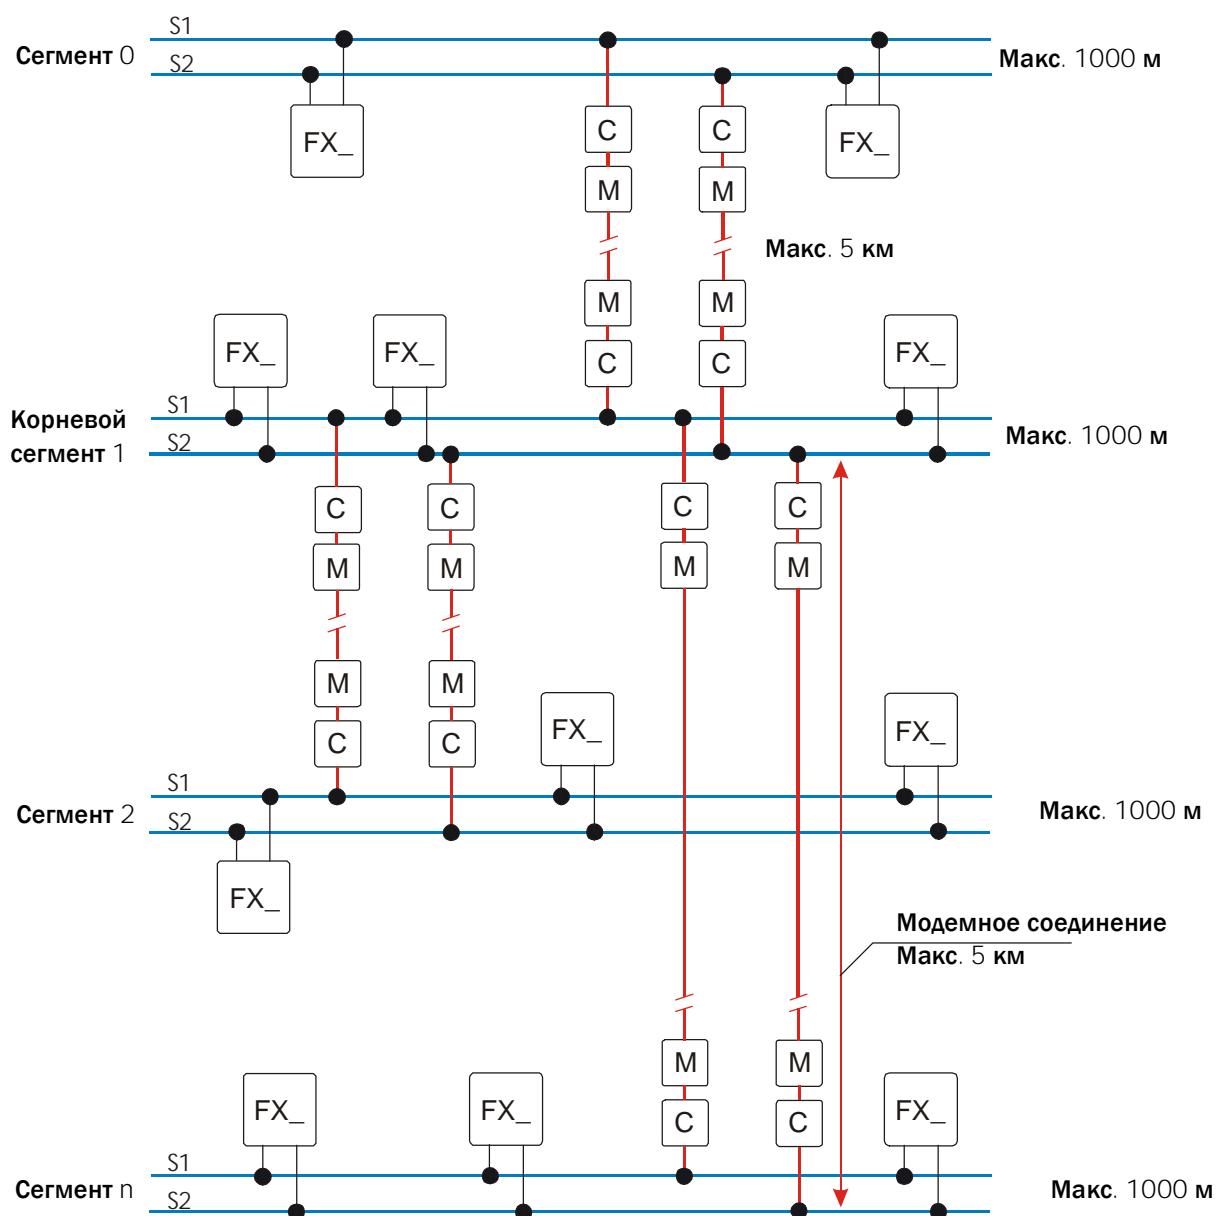 S1
Сегмент 0
S2
Макс. 1000 м
FX_
C
C
FX_
M
M
Макс. 5 км
M
M
FX_
FX_
C
C
FX_
S1
Корневой
сегмент 1
S2
Макс. 1000 м
C
C
C
C
M
M
M
M
M
M
C
C
FX_
FX_
S1
Сегмент 2
S2
Макс. 1000 м
FX_
Модемное соединение
Макс. 5 км
M
M
FX_
FX_
C
C
FX_
S1
Сегмент n
S2
Макс. 1000 м